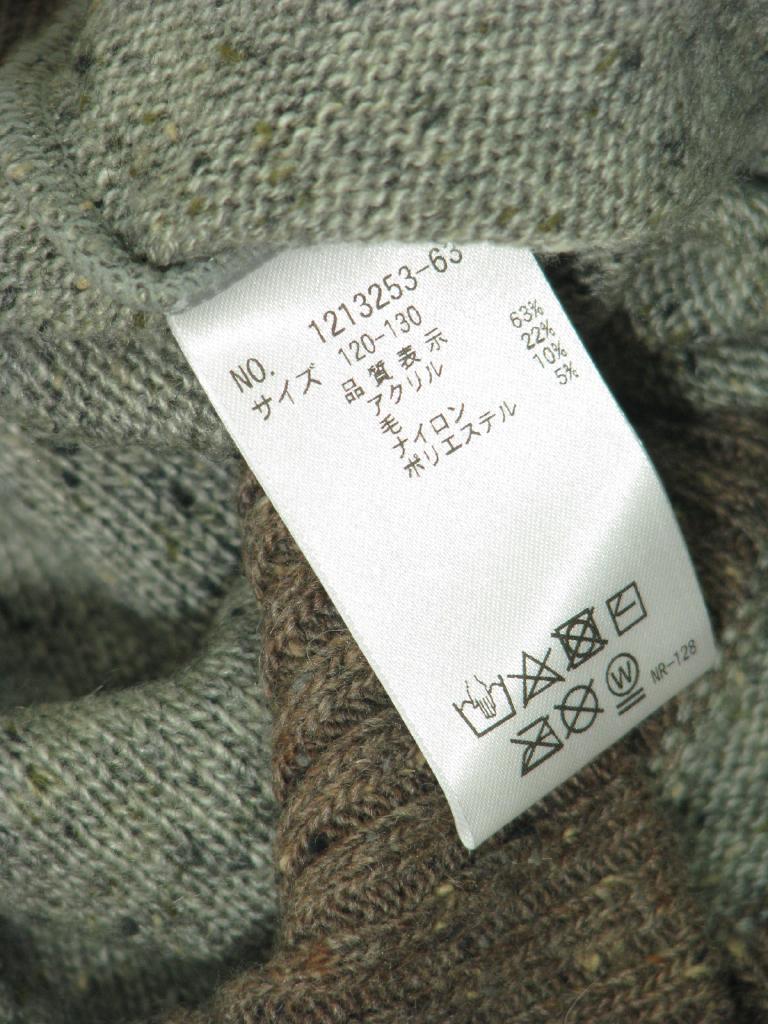 NO. 1213253-63
サイズ 120-130
品質表示
アクリル 63%
毛 22%
ナイロン 10%
ポリエステル 5%
W
NR-128